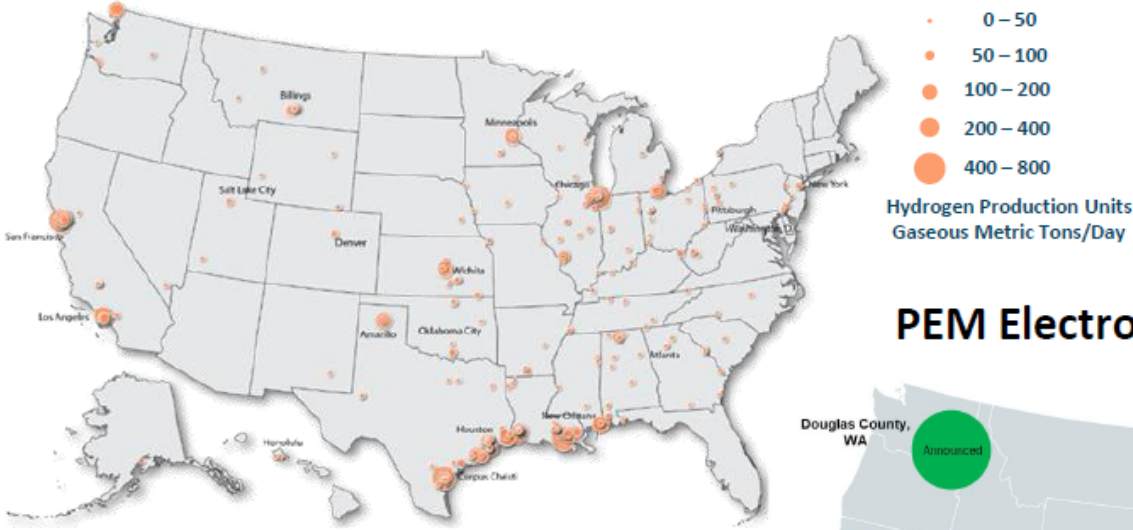 0 – 50
50 – 100
100 – 200
200 – 400
400 – 800
Hydrogen Production Units
Gaseous Metric Tons/Day
Billings
Minneapolis
Salt Lake City
Chicago
New York
Pittsburgh
Washington, D
San Francisco
Denver
Wichita
Los Angeles
Amarillo
Oklahoma City
Atlanta
New Orleans
Houston
Corpus Christi
Honolulu
PEM Electro
Douglas County,
WA
Announced